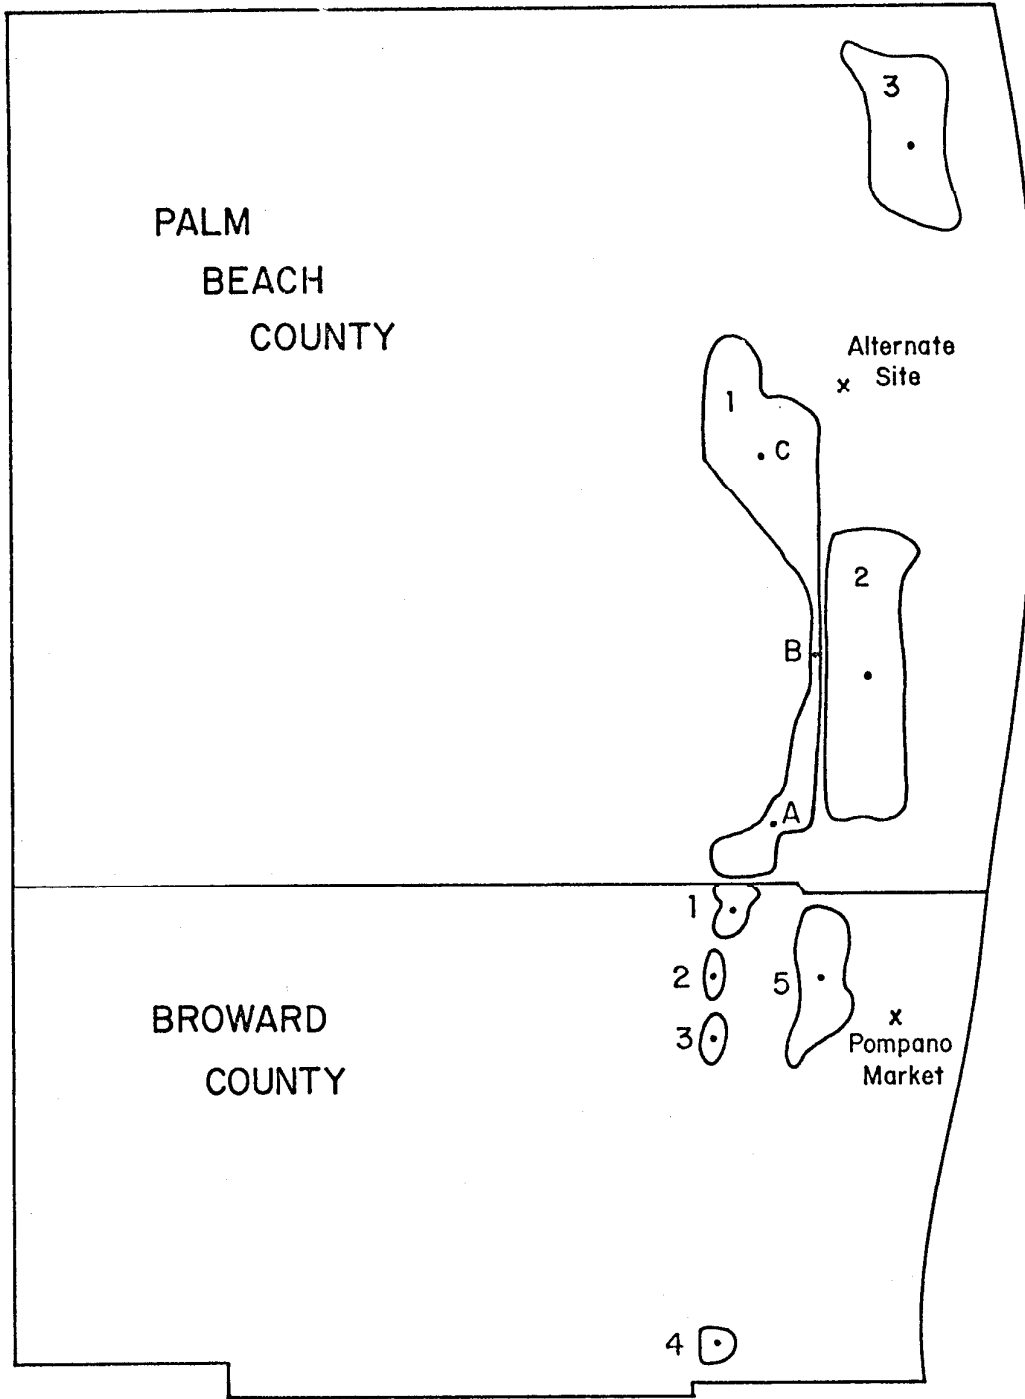 3
PALM
BEACH
COUNTY
Alternate
x Site
1
C
2
B
A
1
2
5
3
BROWARD
COUNTY
x
Pompano
Market
4